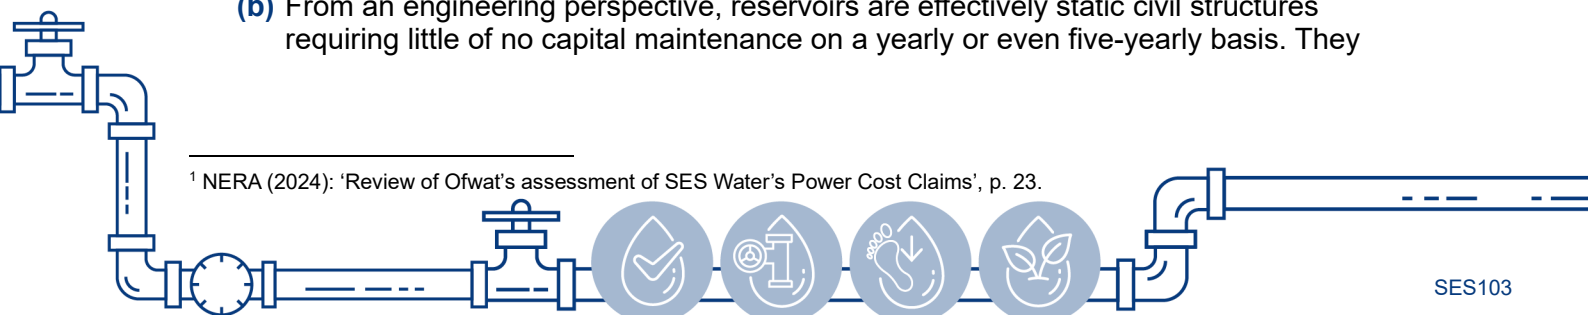 (b) From an engineering perspective, reservoirs are effectively static civil structures
requiring little of no capital maintenance on a yearly or even five-yearly basis. They
1 NERA (2024): ‘Review of Ofwat’s assessment of SES Water’s Power Cost Claims’, p. 23.
SES103